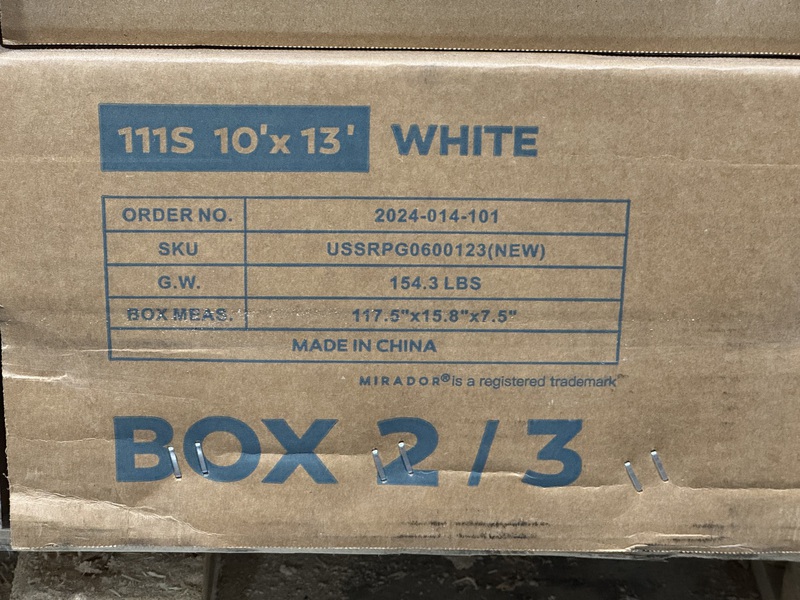 111S 10'x 13' WHITE
ORDER NO. 2024-014-101
SKU USSRPG0600123(NEW)
G.W. 154.3 LBS
BOX MEAS. 117.5"x15.8"x7.5"
MADE IN CHINA
MIRADOR® is a registered trademark
BOX 2/3